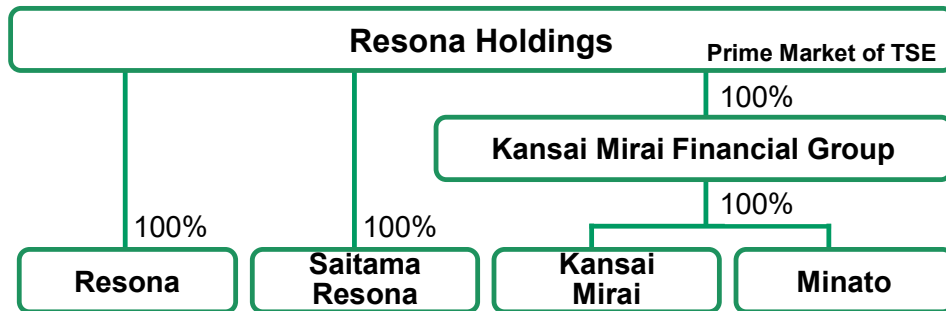 Resona Holdings
Prime Market of TSE
100%
Kansai Mirai Financial Group
100%
100%
100%
Resona
Saitama
Resona
Kansai
Mirai
Minato